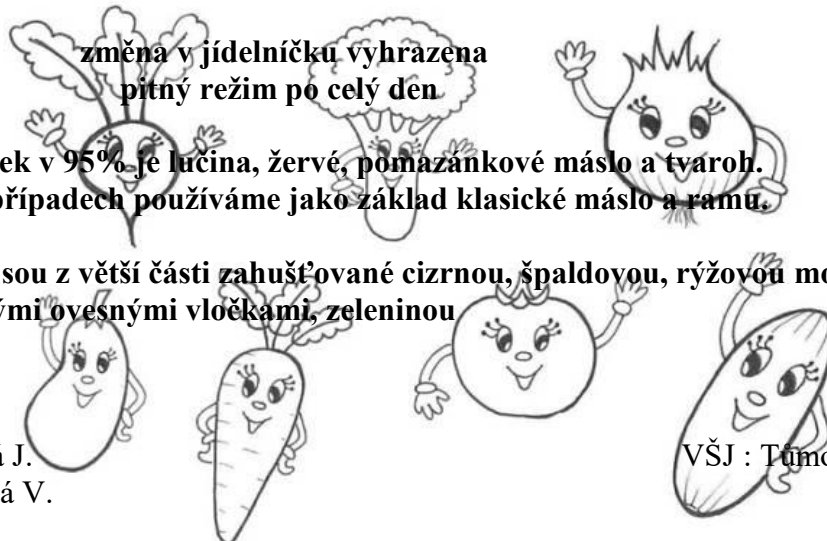 změna v jídelníčku vyhrazena
pitný režim po celý den
ek v 95% je lučina, žervé, pomazánkové máslo a tvaroh.
případech používáme jako základ klasické máslo a ramu.
sou z větší části zahušťované cizrnou, špaldovou, rýžovou mo
ými ovesnými vločkami, zeleninou
á J.
VŠJ : Tůmo
á V.